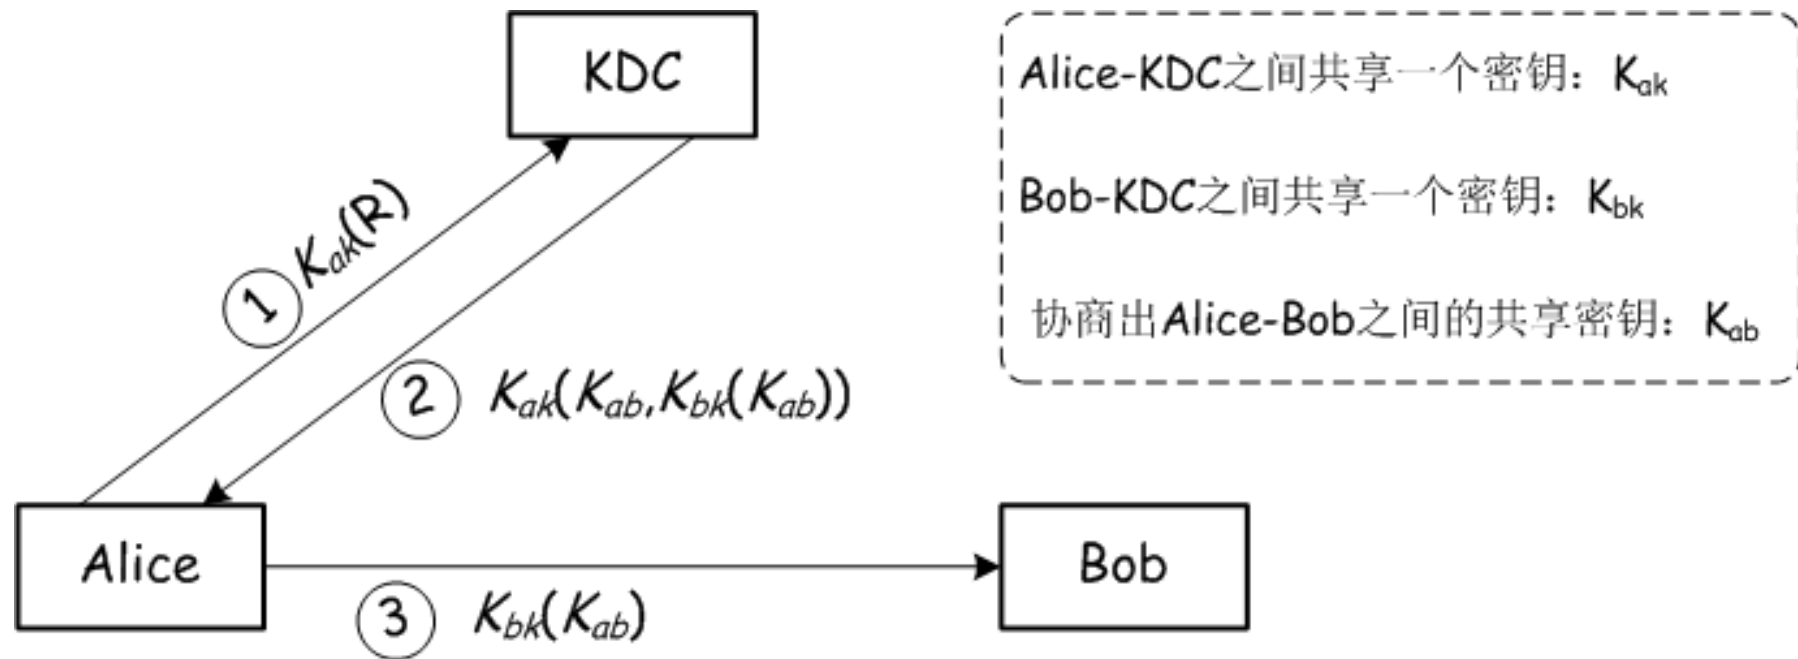 KDC
Alice-KDC之间共享一个密钥：Kak
Bob-KDC之间共享一个密钥：Kbk
协商出Alice-Bob之间的共享密钥：Kab
1 Kak(R)
2 Kak(Kab,Kbk(Kab))
Alice
Bob
3 Kbk(Kab)